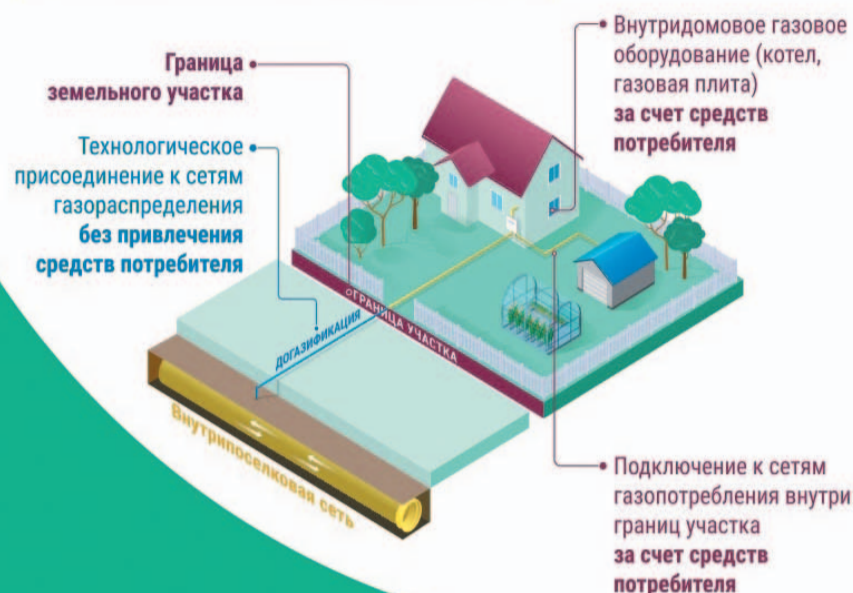 Граница
земельного участка
Технологическое
присоединение к сетям
газораспределения
без привлечения
средств потребителя
Внутридомовое газовое
оборудование (котел,
газовая плита)
за счет средств
потребителя
ГРАНИЦА УЧАСТКА
ДОГАЗИФИКАЦИЯ
Внутрипоселковая сеть
Подключение к сетям
газопотребления внутри
границ участка
за счет средств
потребителя